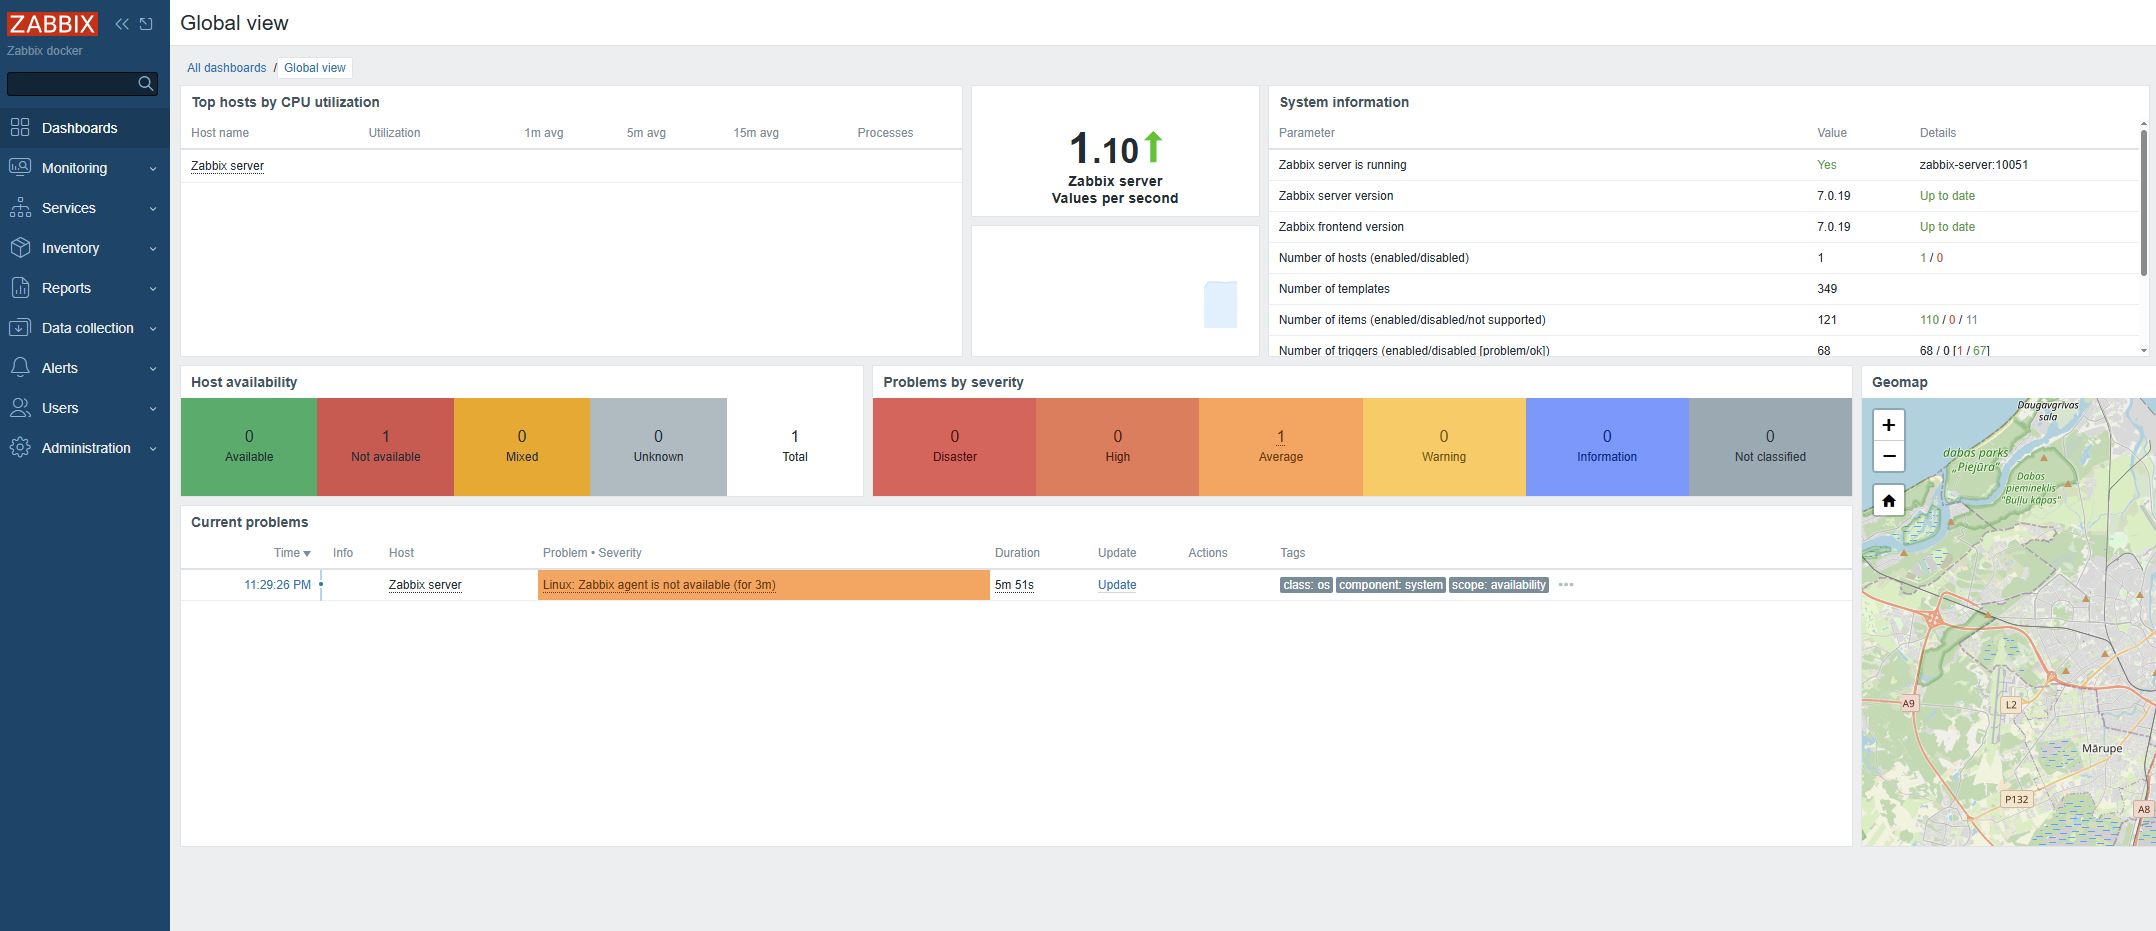 ZABBIX
Zabbix docker
Dashboards
Monitoring
Services
Inventory
Reports
Data collection
Alerts
Users
Administration
Global view
All dashboards / Global view
Top hosts by CPU utilization
Host name Utilization 1m avg 5m avg 15m avg Processes
Zabbix server
1.10
Zabbix server
Values per second
System information
Parameter Value Details
Zabbix server is running Yes zabbix-server:10051
Zabbix server version 7.0.19 Up to date
Zabbix frontend version 7.0.19 Up to date
Number of hosts (enabled/disabled) 1 1 / 0
Number of templates 349
Number of items (enabled/disabled/not supported) 121 110 / 0 / 11
Number of triggers (enabled/disabled [problem/ok]) 68 68 / 0 [1 / 67]
Host availability
0 1 0 0 1
Available Not available Mixed Unknown Total
Problems by severity
0 0 1 0 0 0
Disaster High Average Warning Information Not classified
Geomap
+
−
Daugavgrīvas
sala
dabas parks
„Piejūra”
Dabas
piemineklis
"Buļļu kāpas"
A9
L2
Mārupe
P132
A8
Current problems
Time Info Host Problem • Severity Duration Update Actions Tags
11:29:26 PM Zabbix server Linux: Zabbix agent is not available (for 3m) 5m 51s Update class: os component: system scope: availability •••